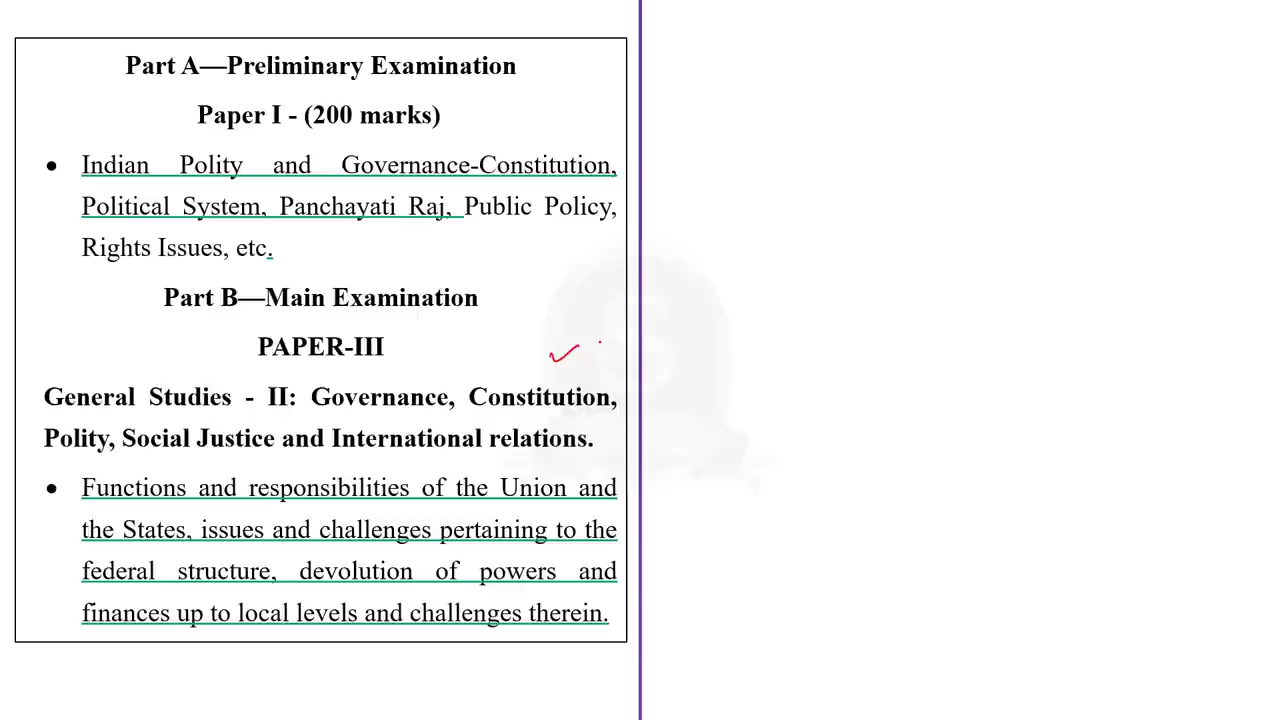 Part A—Preliminary Examination
Paper I - (200 marks)
• Indian Polity and Governance-Constitution,
Political System, Panchayati Raj, Public Policy,
Rights Issues, etc.
Part B—Main Examination
PAPER-III
General Studies - II: Governance, Constitution,
Polity, Social Justice and International relations.
• Functions and responsibilities of the Union and
the States, issues and challenges pertaining to the
federal structure, devolution of powers and
finances up to local levels and challenges therein.